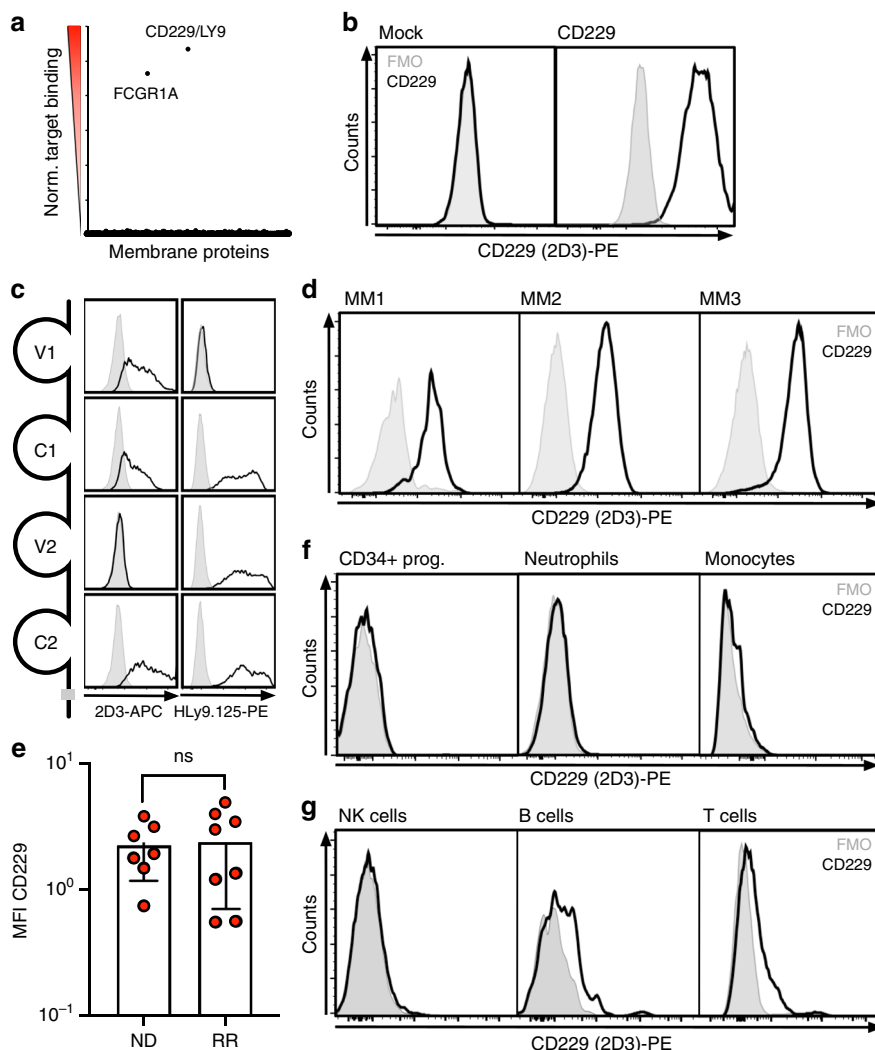 a
Norm. target binding
CD229/LY9
FCGR1A
Membrane proteins
b
Mock
CD229
FMO
CD229
Counts
CD229 (2D3)-PE
c
V1
C1
V2
C2
2D3-APC
HLy9.125-PE
d
MM1
MM2
MM3
FMO
CD229
Counts
CD229 (2D3)-PE
e
ns
MFI CD229
10¹
10⁰
10⁻¹
ND
RR
f
CD34+ prog.
Neutrophils
Monocytes
FMO
CD229
Counts
CD229 (2D3)-PE
g
NK cells
B cells
T cells
FMO
CD229
Counts
CD229 (2D3)-PE